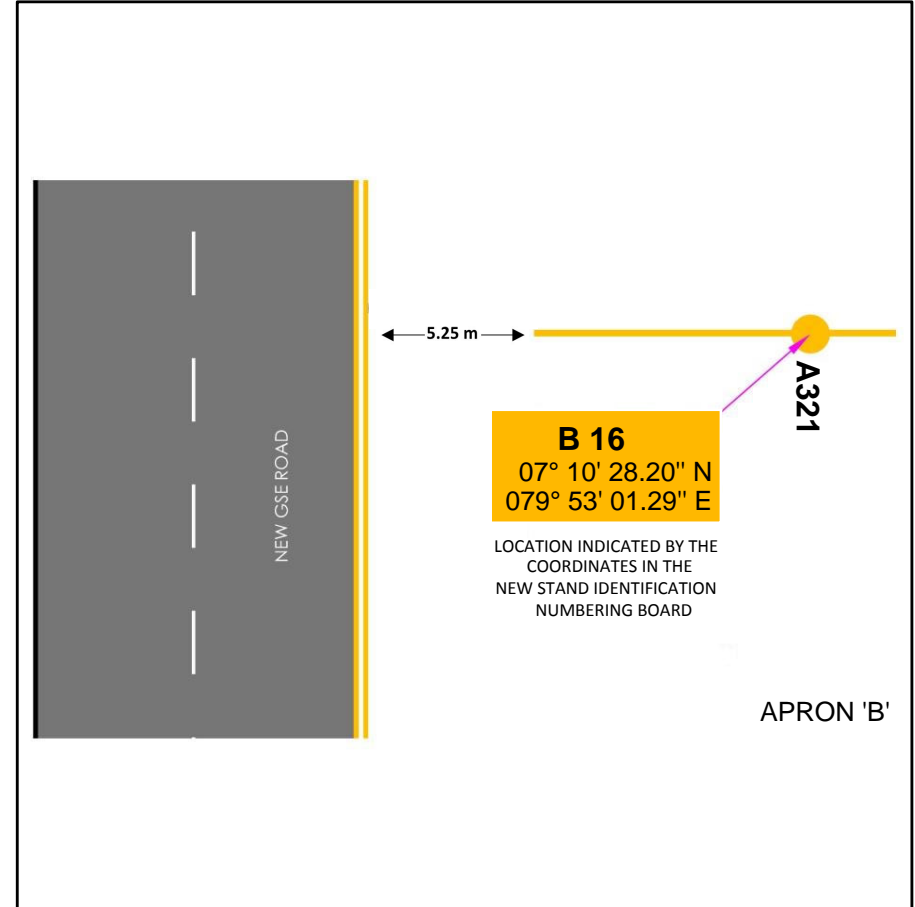 5.25 m
A321
B 16
07° 10' 28.20" N
079° 53' 01.29" E
NEW GSE ROAD
LOCATION INDICATED BY THE
COORDINATES IN THE
NEW STAND IDENTIFICATION
NUMBERING BOARD
APRON 'B'